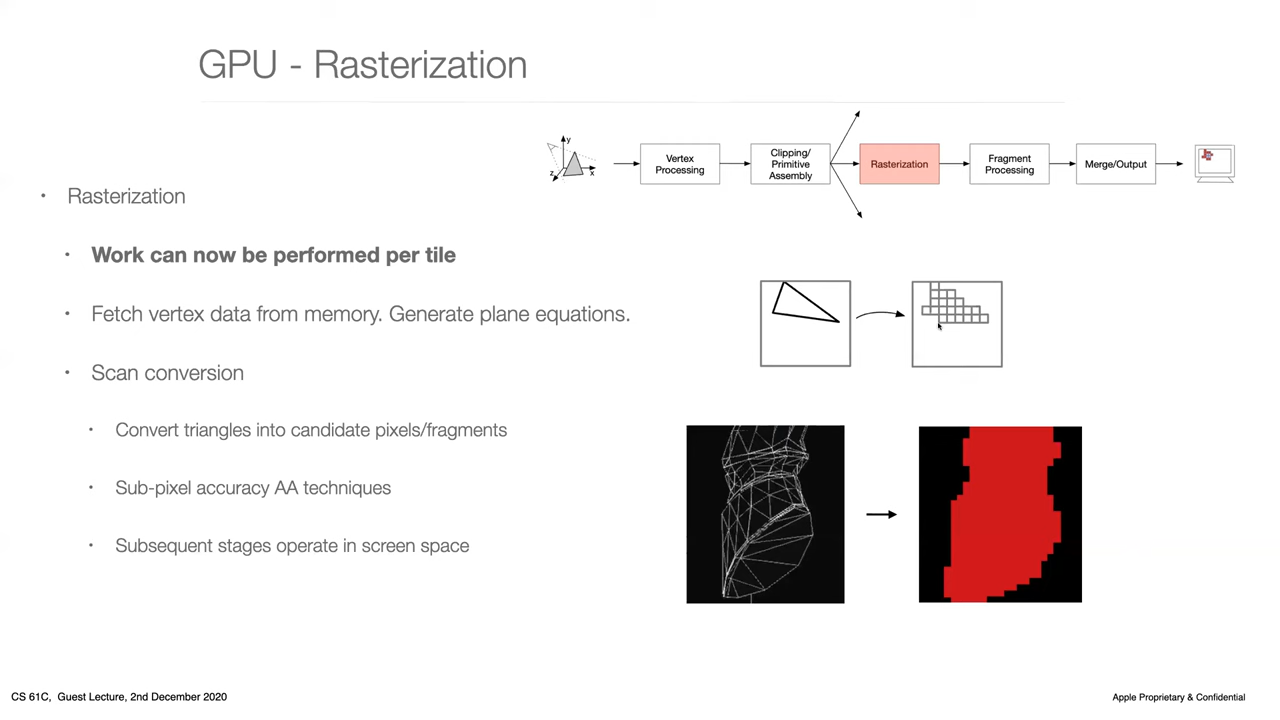 GPU - Rasterization
y
z
x
Vertex
Processing
Clipping/
Primitive
Assembly
Rasterization
Fragment
Processing
Merge/Output
• Rasterization
• Work can now be performed per tile
• Fetch vertex data from memory. Generate plane equations.
• Scan conversion
• Convert triangles into candidate pixels/fragments
• Sub-pixel accuracy AA techniques
• Subsequent stages operate in screen space
CS 61C, Guest Lecture, 2nd December 2020
Apple Proprietary & Confidential